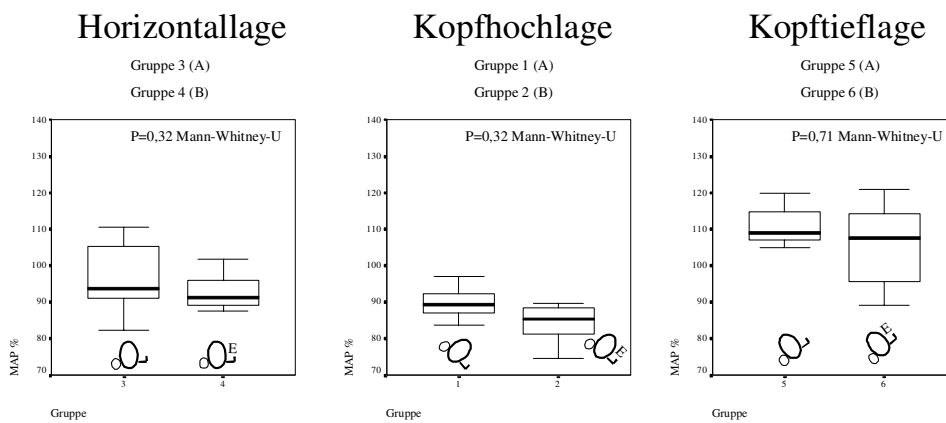 Horizontallage
Gruppe 3 (A)
Gruppe 4 (B)
P=0,32 Mann-Whitney-U
140
130
120
110
100
90
80
70
MAP %
E
L
L
3
4
Gruppe
Kopfhochlage
Gruppe 1 (A)
Gruppe 2 (B)
P=0,32 Mann-Whitney-U
140
130
120
110
100
90
80
70
MAP %
L
L E
1
2
Gruppe
Kopftieflage
Gruppe 5 (A)
Gruppe 6 (B)
P=0,71 Mann-Whitney-U
140
130
120
110
100
90
80
70
MAP %
L
E
L
5
6
Gruppe